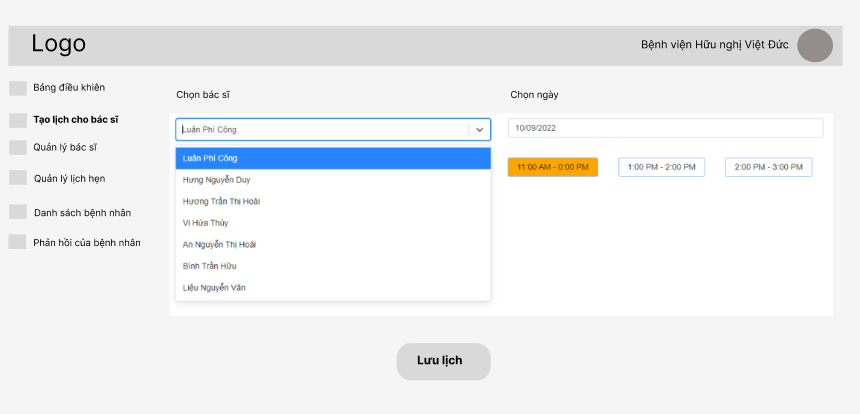 Logo
Bệnh viện Hữu nghị Việt Đức
Bảng điều khiên
Tạo lịch cho bác sĩ
Quản lý bác sĩ
Quản lý lịch hẹn
Danh sách bệnh nhân
Phản hồi của bệnh nhân
Chọn bác sĩ
Luân Phí Công
Luân Phí Công
Hưng Nguyễn Duy
Hương Trần Thị Hoài
Vi Hứa Thúy
An Nguyễn Thị Hoài
Bình Trần Hữu
Liệu Nguyễn Văn
Chọn ngày
10/09/2022
11:00 AM - 0:00 PM
1:00 PM - 2:00 PM
2:00 PM - 3:00 PM
Lưu lịch